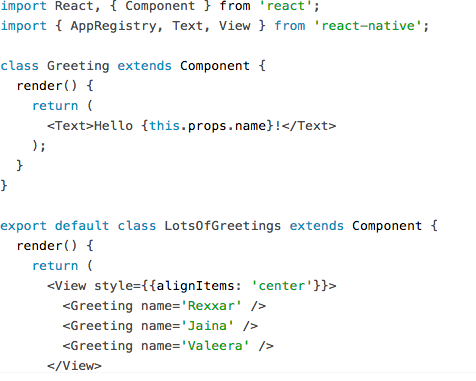 import React, { Component } from 'react';
import { AppRegistry, Text, View } from 'react-native';

class Greeting extends Component {
  render() {
    return (
      <Text>Hello {this.props.name}!</Text>
    );
  }
}

export default class LotsOfGreetings extends Component {
  render() {
    return (
      <View style={{alignItems: 'center'}}>
        <Greeting name='Rexxar' />
        <Greeting name='Jaina' />
        <Greeting name='Valeera' />
      </View>